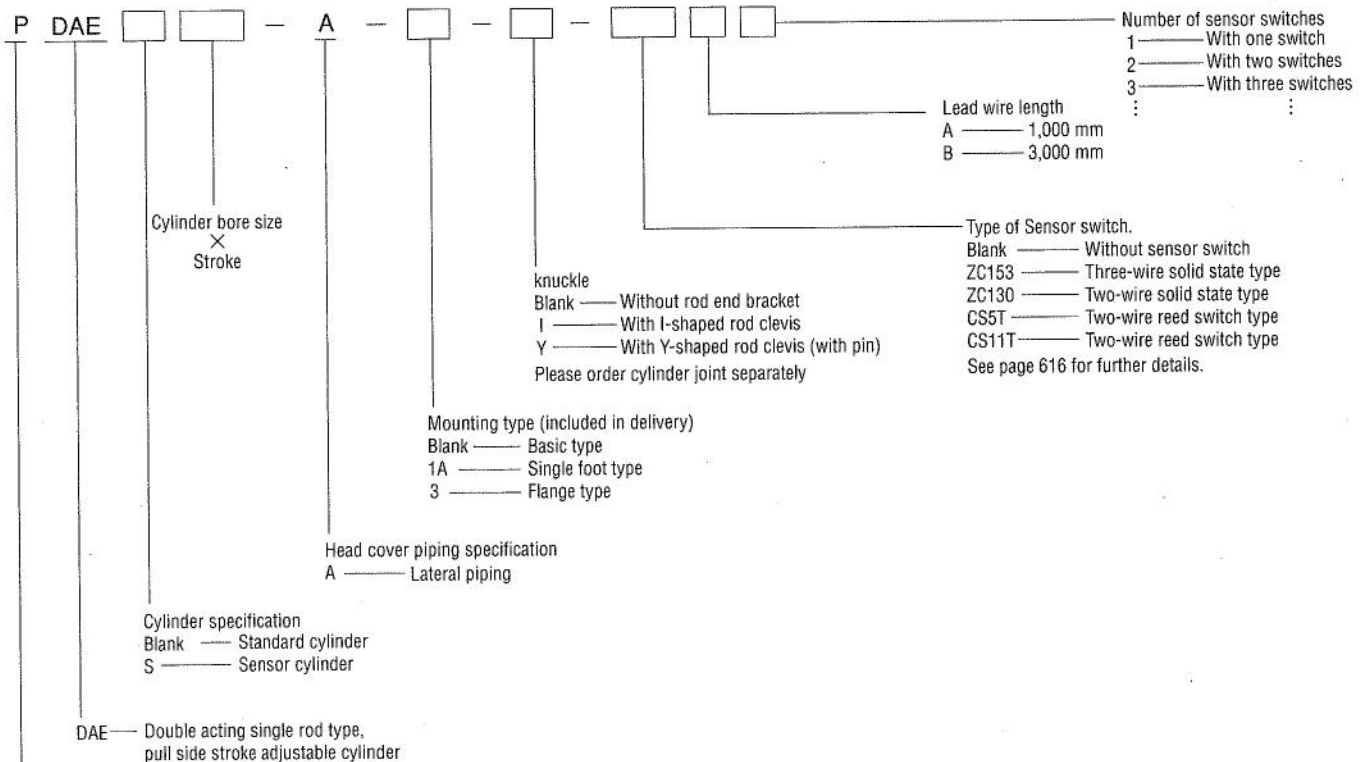 P DAE - A - - -
Number of sensor switches
1 With one switch
2 With two switches
3 With three switches
⋮ ⋮
Lead wire length
A 1,000 mm
B 3,000 mm
Cylinder bore size
×
Stroke
Type of Sensor switch.
Blank Without sensor switch
ZC153 Three-wire solid state type
ZC130 Two-wire solid state type
CS5T Two-wire reed switch type
CS11T Two-wire reed switch type
See page 616 for further details.
knuckle
Blank Without rod end bracket
I With I-shaped rod clevis
Y With Y-shaped rod clevis (with pin)
Please order cylinder joint separately
Mounting type (included in delivery)
Blank Basic type
1A Single foot type
3 Flange type
Head cover piping specification
A Lateral piping
Cylinder specification
Blank Standard cylinder
S Sensor cylinder
DAE Double acting single rod type,
pull side stroke adjustable cylinder